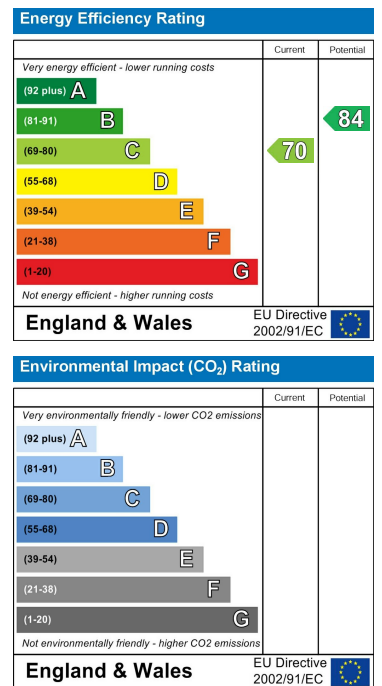 Energy Efficiency Rating
Current Potential
Very energy efficient - lower running costs
(92 plus) A
(81-91) B
84
(69-80) C
70
(55-68) D
(39-54) E
(21-38) F
(1-20) G
Not energy efficient - higher running costs
England & Wales
EU Directive
2002/91/EC
Environmental Impact (CO₂) Rating
Current Potential
Very environmentally friendly - lower CO2 emissions
(92 plus) A
(81-91) B
(69-80) C
(55-68) D
(39-54) E
(21-38) F
(1-20) G
Not environmentally friendly - higher CO2 emissions
England & Wales
EU Directive
2002/91/EC